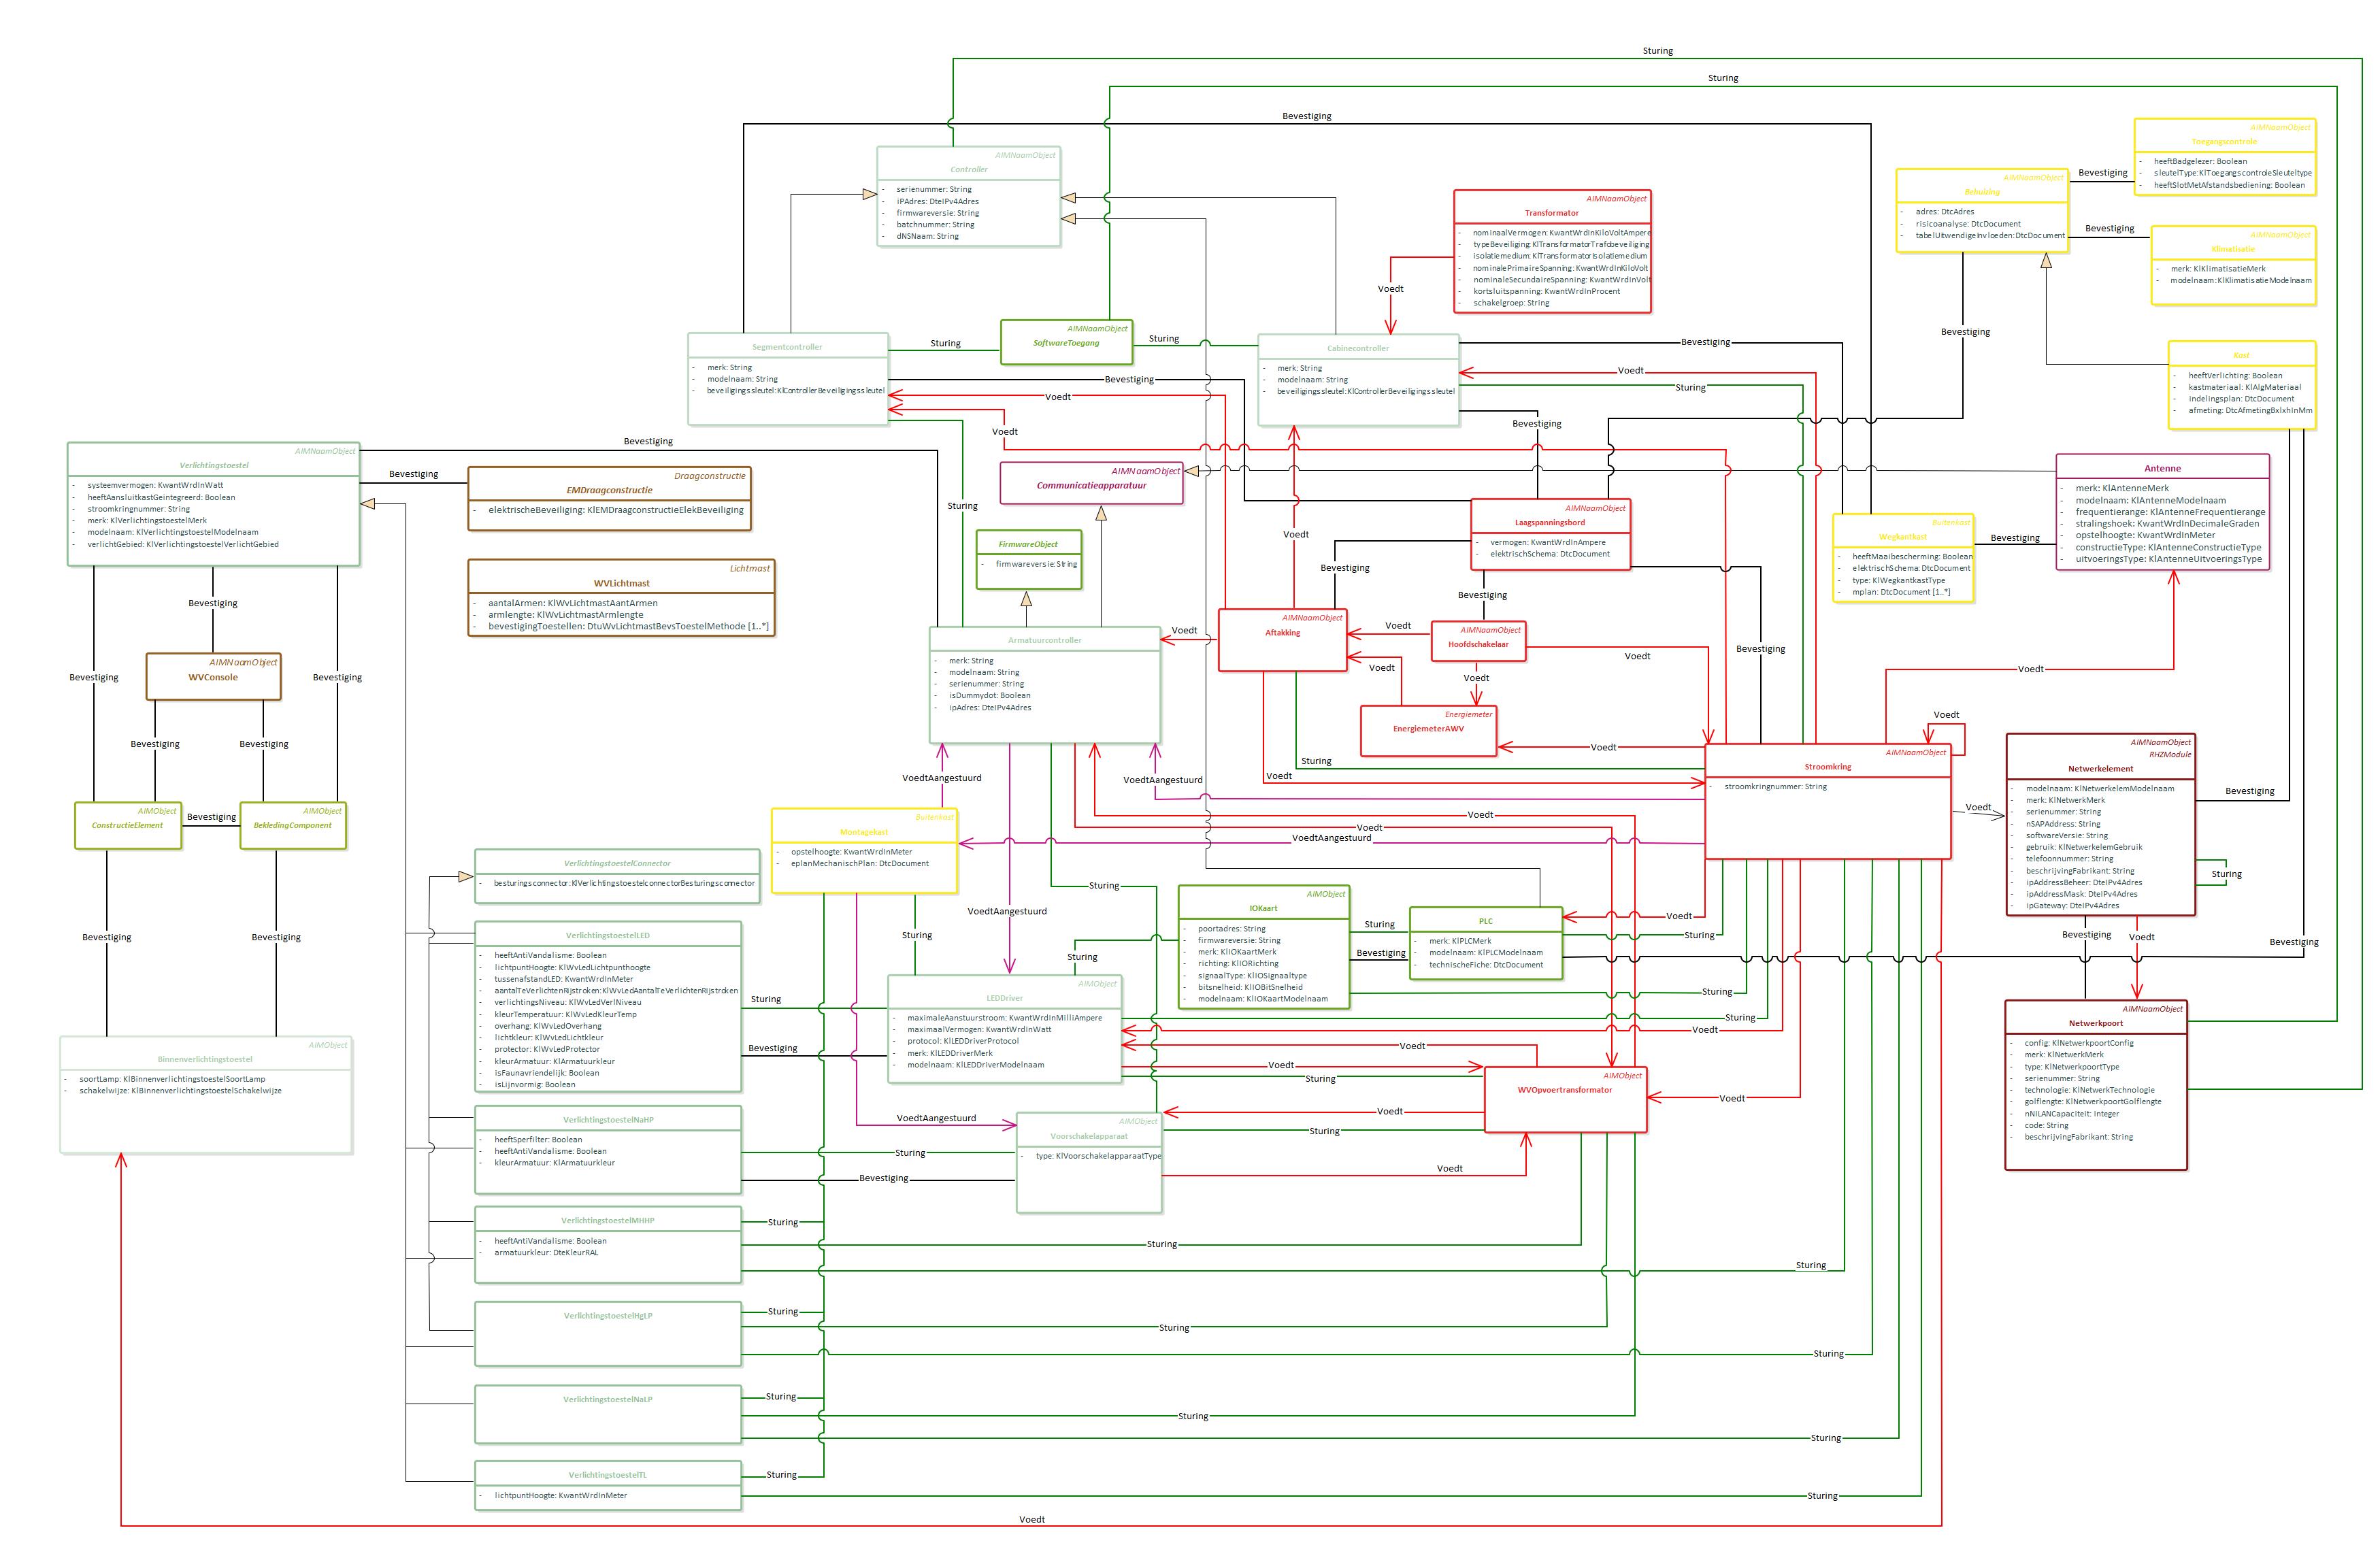 Sturing
Sturing
Bevestiging
AIMNaamObject
Controller
- serienummer: String
- iPAdres: DteIPv4Adres
- firmwareversie: String
- batchnummer: String
- dNSNaam: String
AIMNaamObject
Toegangscontrole
- heeftBadgelezer: Boolean
- sleutelType: KlToegangscontroleSleuteltype
- heeftSlotMetAfstandsbediening: Boolean
Bevestiging
AIMNaamObject
Behuizing
- adres: DtcAdres
- risicoanalyse: DtcDocument
- tabelUitwendigeInvloeden: DtcDocument
Bevestiging
AIMNaamObject
Klimatisatie
- merk: KlKlimatisatieMerk
- modelnaam: KlKlimatisatieModelnaam
AIMNaamObject
Transformator
- nominaalVermogen: KwantWrdInKiloVoltAmpere
- typeBeveiliging: KlTransformatorTrafobeveiliging
- isolatiemedium: KlTransformatorIsolatiemedium
- nominalePrimaireSpanning: KwantWrdInKiloVolt
- nominaleSecundaireSpanning: KwantWrdInVolt
- kortsluitspanning: KwantWrdInProcent
- schakelgroep: String
Voedt
Bevestiging
Segmentcontroller
- merk: String
- modelnaam: String
- beveiligingssleutel: KlControllerBeveiligingssleutel
Sturing
AIMNaamObject
SoftwareToegang
Sturing
Cabinecontroller
- merk: String
- modelnaam: String
- beveiligingssleutel: KlControllerBeveiligingssleutel
Bevestiging
Voedt
Sturing
Bevestiging
Voedt
Voedt
Bevestiging
Kast
- heeftVerlichting: Boolean
- kastmateriaal: KlAlgMateriaal
- indelingsplan: DtcDocument
- afmeting: DtcAfmetingBxlxhInMm
AIMNaamObject
Verlichtingstoestel
- systeemvermogen: KwantWrdInWatt
- heeftAansluitkastGeintegreerd: Boolean
- stroomkringnummer: String
- merk: KlVerlichtingstoestelMerk
- modelnaam: KlVerlichtingstoestelModelnaam
- verlichtGebied: KlVerlichtingstoestelVerlichtGebied
Bevestiging
Bevestiging
Draagconstructie
EMDraagconstructie
- elektrischeBeveiliging: KlEMDraagconstructieElekBeveiliging
Lichtmast
WVLichtmast
- aantalArmen: KlWvLichtmastAantArmen
- armlengte: KlWvLichtmastArmlengte
- bevestigingToestellen: DtuWvLichtmastBevsToestelMethode [1..*]
AIMNaamObject
Communicatieapparatuur
Sturing
FirmwareObject
- firmwareversie: String
AIMNaamObject
Laagspanningsbord
- vermogen: KwantWrdInAmpere
- elektrischSchema: DtcDocument
Antenne
AIMNaamObject
- merk: KlAntenneMerk
- modelnaam: KlAntenneModelnaam
- frequentierange: KlAntenneFrequentierange
- stralingshoek: KwantWrdInDecimaleGraden
- opstelhoogte: KwantWrdInMeter
- constructieType: KlAntenneConstructieType
- uitvoeringsType: KlAntenneUitvoeringsType
Buitenkast
Wegkantkast
- heeftMaaibescherming: Boolean
- elektrischSchema: DtcDocument
- type: KlWegkantkastType
- mplan: DtcDocument [1..*]
Bevestiging
Voedt
Bevestiging
Bevestiging
Bevestiging
Armatuurcontroller
- merk: String
- modelnaam: String
- serienummer: String
- isDummydot: Boolean
- ipAdres: DteIPv4Adres
Voedt
AIMNaamObject
Aftakking
Voedt
AIMNaamObject
Hoofdschakelaar
Voedt
Voedt
Voedt
Bevestiging
Voedt
Energiemeter
EnergiemeterAWV
Voedt
Voedt
AIMNaamObject
WVConsole
Bevestiging
Bevestiging
Bevestiging
Bevestiging
AIMNaamObject
Stroomkring
- stroomkringnummer: String
Sturing
Voedt
Voedt
AIMNaamObject
RHZModule
Netwerkelement
- modelnaam: KlNetwerkelemModelnaam
- merk: KlNetwerkMerk
- serienummer: String
- nSAPAddress: String
- softwareVersie: String
- gebruik: KlNetwerkelemGebruik
- telefoonnummer: String
- beschrijvingFabrikant: String
- ipAddressBeheer: DteIPv4Adres
- ipAddressMask: DteIPv4Adres
- ipGateway: DteIPv4Adres
Bevestiging
Sturing
VoedtAangestuurd
VoedtAangestuurd
AIMObject
ConstructieElement
Bevestiging
AIMObject
BekledingComponent
Buitenkast
Montagekast
- opstelhoogte: KwantWrdInMeter
- eplanMechanischPlan: DtcDocument
Voedt
Voedt
VoedtAangestuurd
VerlichtingstoestelConnector
- besturingsconnector: KlVerlichtingstoestelconnectorBesturingsconnector
Sturing
VoedtAangestuurd
Sturing
AIMObject
IOKaart
- poortadres: String
- firmwareversie: String
- merk: KlIOKaartMerk
- richting: KlIORichting
- signaalType: KlIOSignaaltype
- bitsnelheid: KlIOBitSnelheid
- modelnaam: KlIOKaartModelnaam
Sturing
Bevestiging
PLC
- merk: KlPLCMerk
- modelnaam: KlPLCModelnaam
- technischeFiche: DtcDocument
Voedt
Sturing
Bevestiging
Voedt
Bevestiging
Bevestiging
Bevestiging
VerlichtingstoestelLED
- heeftAntiVandalisme: Boolean
- lichtpuntHoogte: KlWvLedLichtpunthoogte
- tussenafstandLED: KwantWrdInMeter
- aantalTeVerlichtenRijstroken: KlWvLedAantalTeVerlichtenRijstroken
- verlichtingsNiveau: KlWvLedVerlNiveau
- kleurTemperatuur: KlWvLedKleurTemp
- overhang: KlWvLedOverhang
- lichtkleur: KlWvLedLichtkleur
- protector: KlWvLedProtector
- kleurArmatuur: KlArmatuurkleur
- isFaunavriendelijk: Boolean
- isLijnvormig: Boolean
Sturing
Bevestiging
Sturing
AIMObject
LEDDriver
- maximaleAanstuurstroom: KwantWrdInMilliAmpere
- maximaalVermogen: KwantWrdInWatt
- protocol: KlLEDDriverProtocol
- merk: KlLEDDriverMerk
- modelnaam: KlLEDDriverModelnaam
Sturing
Sturing
Voedt
Voedt
Voedt
Sturing
AIMNaamObject
Netwerkpoort
- config: KlNetwerkpoortConfig
- merk: KlNetwerkMerk
- type: KlNetwerkpoortType
- serienummer: String
- technologie: KlNetwerkTechnologie
- golflengte: KlNetwerkpoortGolflengte
- nNILANCapaciteit: Integer
- code: String
- beschrijvingFabrikant: String
AIMObject
Binnenverlichtingstoestel
- soortLamp: KlBinnenverlichtingstoestelSoortLamp
- schakelwijze: KlBinnenverlichtingstoestelSchakelwijze
AIMObject
WVOpvoertransformator
Voedt
VerlichtingstoestelNaHP
- heeftSperfilter: Boolean
- heeftAntiVandalisme: Boolean
- kleurArmatuur: KlArmatuurkleur
VoedtAangestuurd
Sturing
Bevestiging
AIMObject
Voorschakelapparaat
- type: KlVoorschakelapparaatType
Voedt
Sturing
Voedt
VerlichtingstoestelMHHP
- heeftAntiVandalisme: Boolean
- armatuurkleur: DteKleurRAL
Sturing
Sturing
Sturing
VerlichtingstoestelHgLP
Sturing
Sturing
Sturing
VerlichtingstoestelNaLP
Sturing
Sturing
Sturing
VerlichtingstoestelTL
- lichtpuntHoogte: KwantWrdInMeter
Sturing
Sturing
Voedt